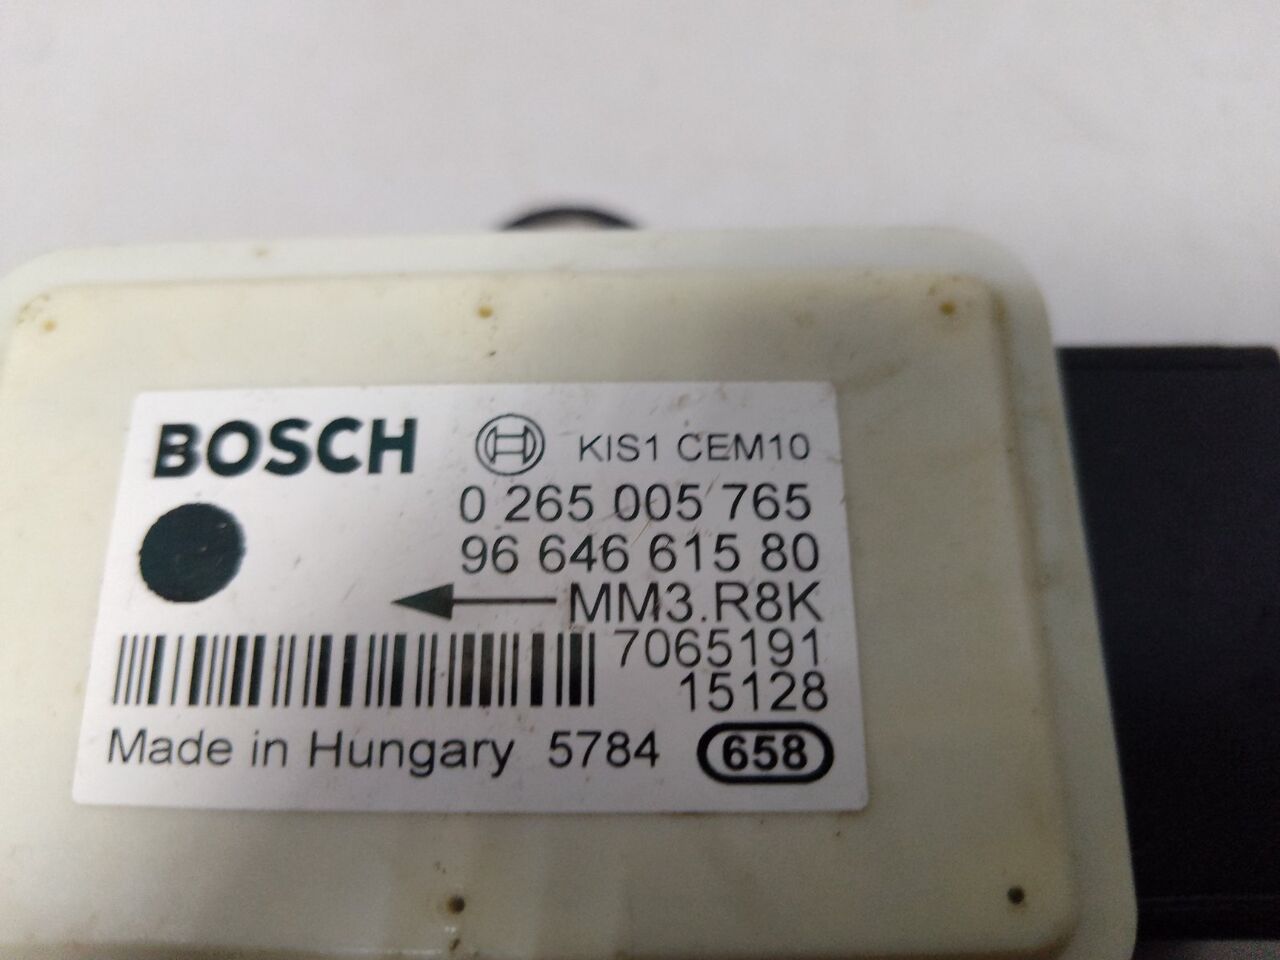 BOSCH KIS1 CEM10
0 265 005 765
96 646 615 80
MM3.R8K
7065191
15128
Made in Hungary 5784 658